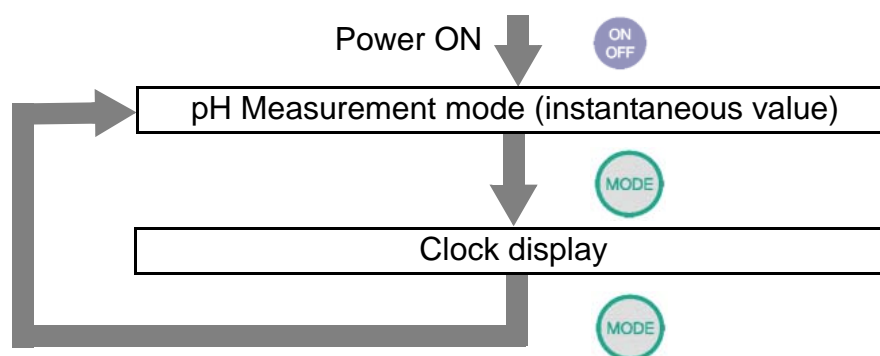 Power ON
ON
OFF
pH Measurement mode (instantaneous value)
MODE
Clock display
MODE